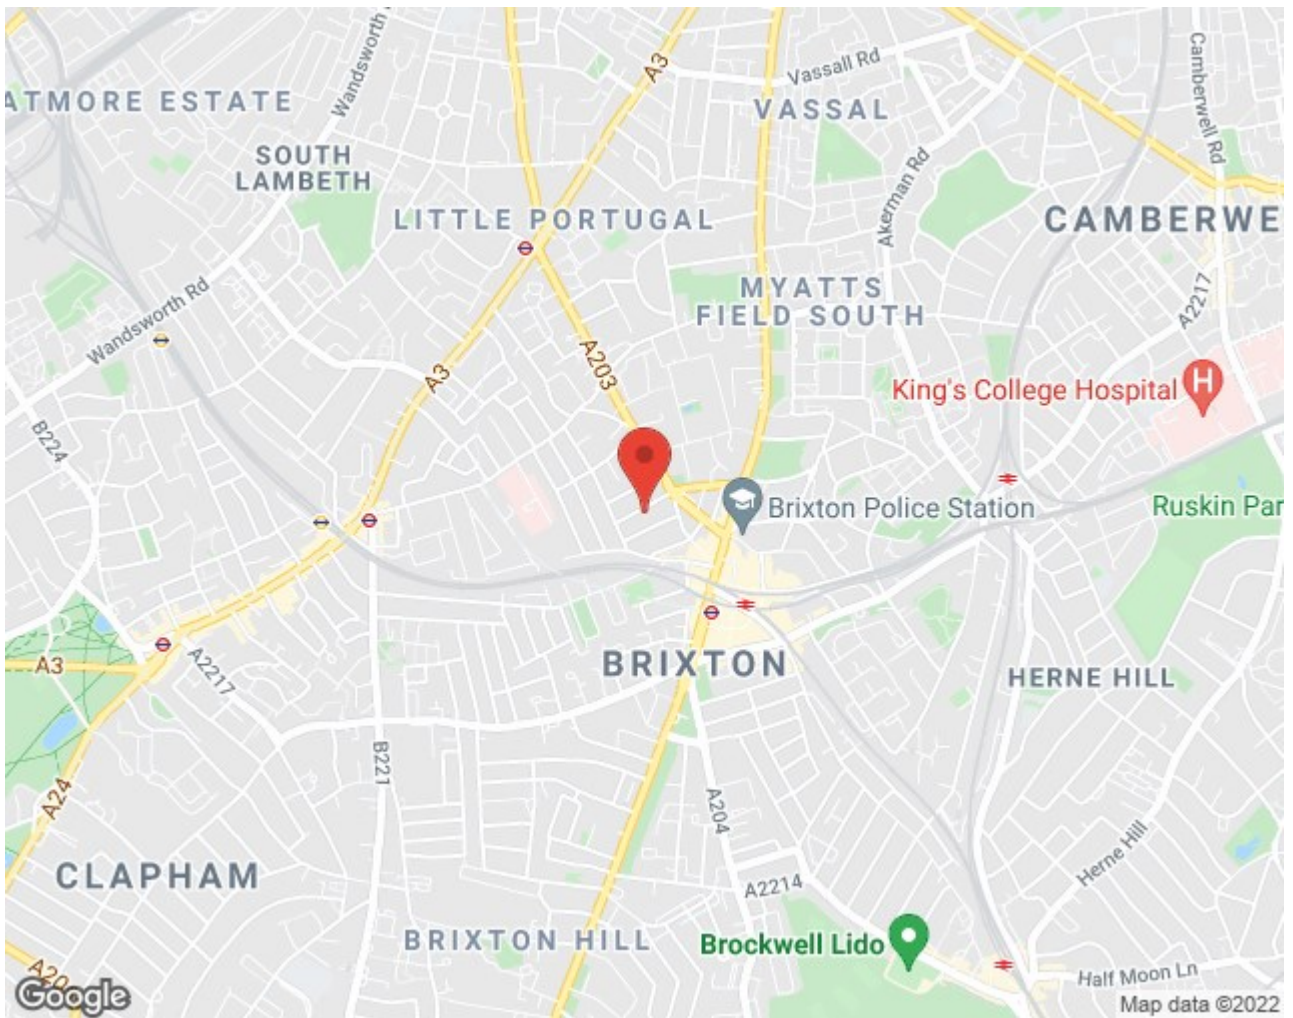 Wandsworth
A3
Vassall Rd
Camberwell Rd
ATMORE ESTATE
VASSAL
SOUTH
LAMBETH
Akerman Rd
LITTLE PORTUGAL
CAMBERWE
Wandsworth Rd
MYATTS
FIELD SOUTH
A2217
A3
A203
King's College Hospital
H
B224
Brixton Police Station
Ruskin Par
A3
A2217
BRIXTON
HERNE HILL
B221
A24
A204
Herne Hill
CLAPHAM
A2214
BRIXTON HILL
Brockwell Lido
Half Moon Ln
Google
Map data ©2022